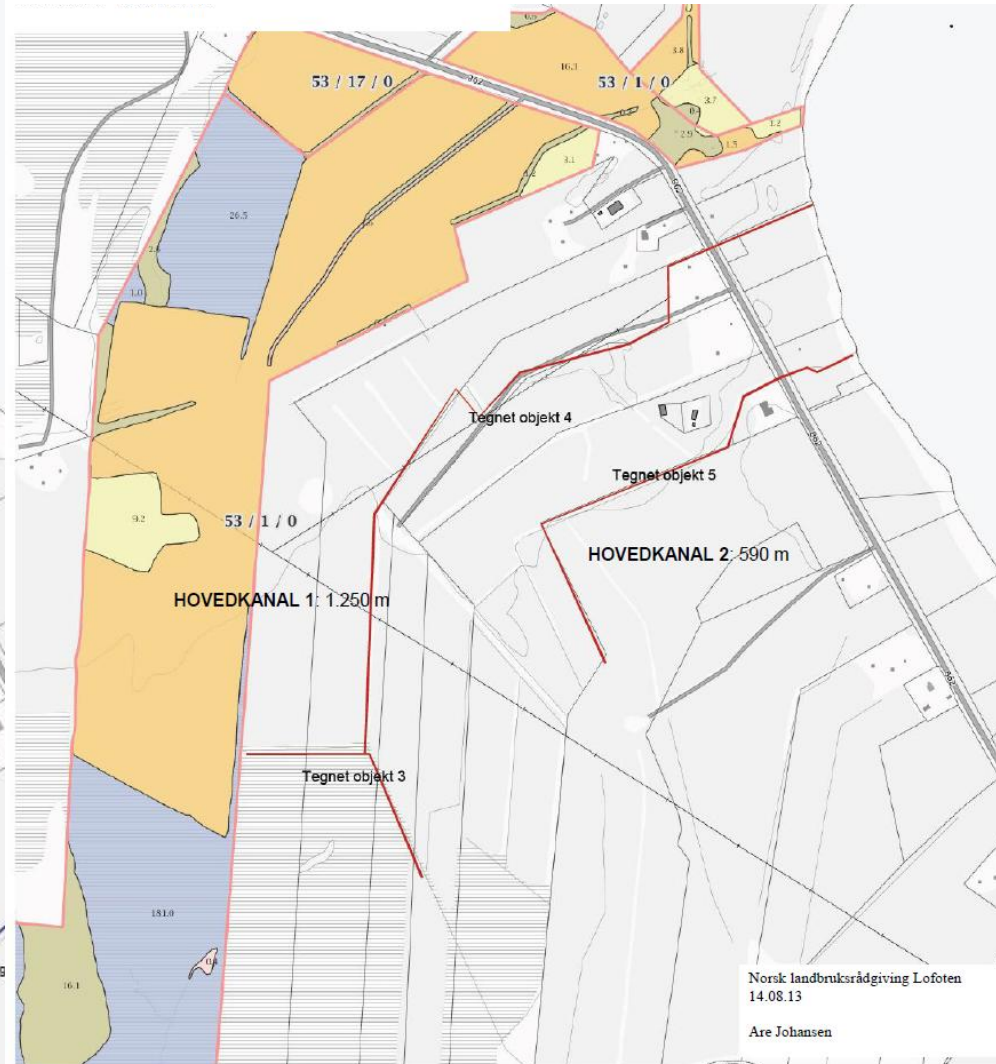 0.6
53 / 17 / 0
16.3
53 / 1 / 0
3.8
3.7
1.2
2.9
1.5
3.1
26.5
1.0
Tegnet objekt 4
Tegnet objekt 5
9.2
53 / 1 / 0
HOVEDKANAL 2: 590 m
HOVEDKANAL 1: 1.250 m
Tegnet objekt 3
181.0
16.1
Norsk landbruksrådgiving Lofoten
14.08.13
Are Johansen